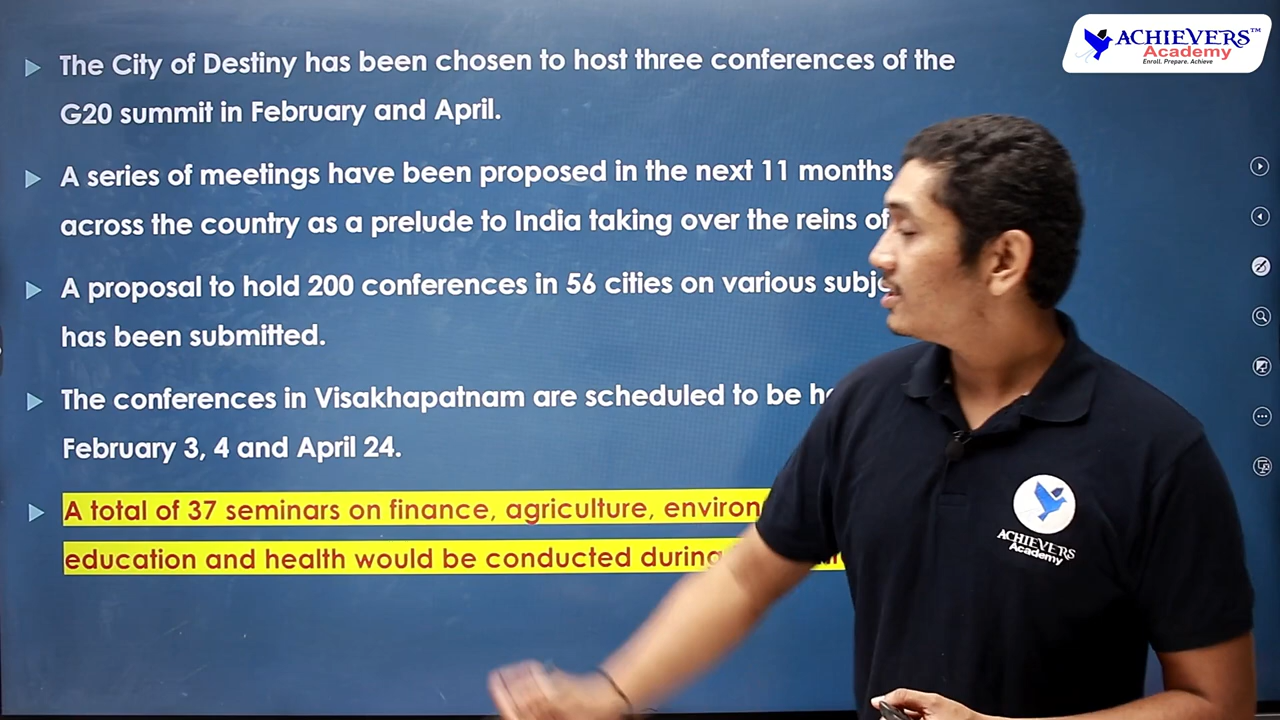 ACHIEVERS™
Academy
Enroll. Prepare. Achieve
The City of Destiny has been chosen to host three conferences of the
G20 summit in February and April.
A series of meetings have been proposed in the next 11 months
across the country as a prelude to India taking over the reins of
A proposal to hold 200 conferences in 56 cities on various
has been submitted.
The conferences in Visakhapatnam are scheduled to be
February 3, 4 and April 24.
A total of 37 seminars on finance, agriculture,
education and health would be conducted during
ACHIEVERS
Academy